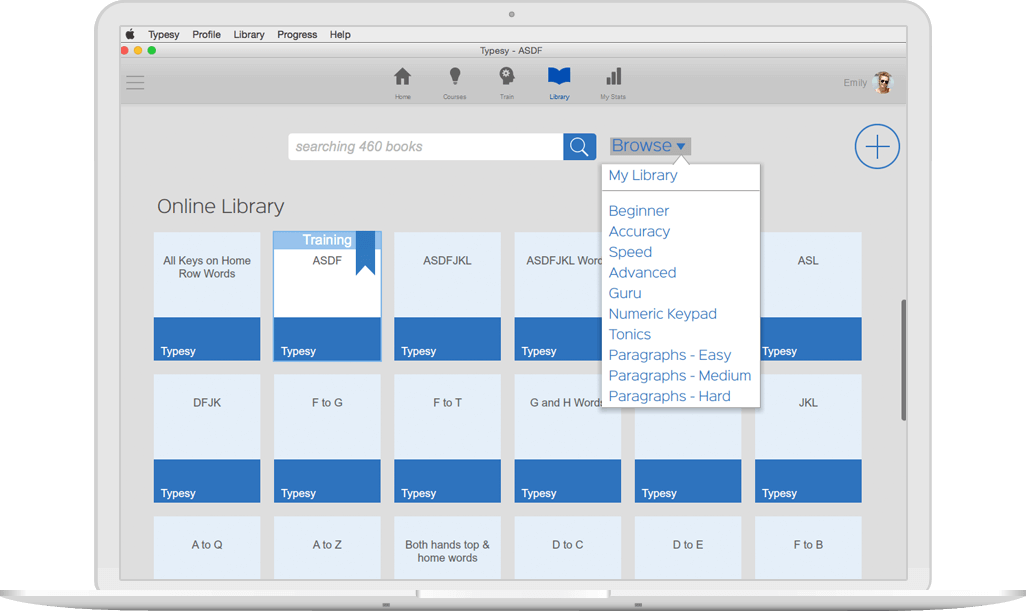 Typesy Profile Library Progress Help
Typesy - ASDF
Home Courses Train Library My Stats
Emily
searching 460 books
Browse
My Library
Beginner
Accuracy
Speed
Advanced
Guru
Numeric Keypad
Tonics
Paragraphs - Easy
Paragraphs - Medium
Paragraphs - Hard
Online Library
All Keys on Home
Row Words
Training
ASDF
ASDFJKL
ASDFJKL Word
ASL
Typesy Typesy Typesy Typesy Typesy
DFJK F to G F to T G and H Words JKL
Typesy Typesy Typesy Typesy Typesy Typesy
A to Q A to Z Both hands top &
home words
D to C D to E F to B